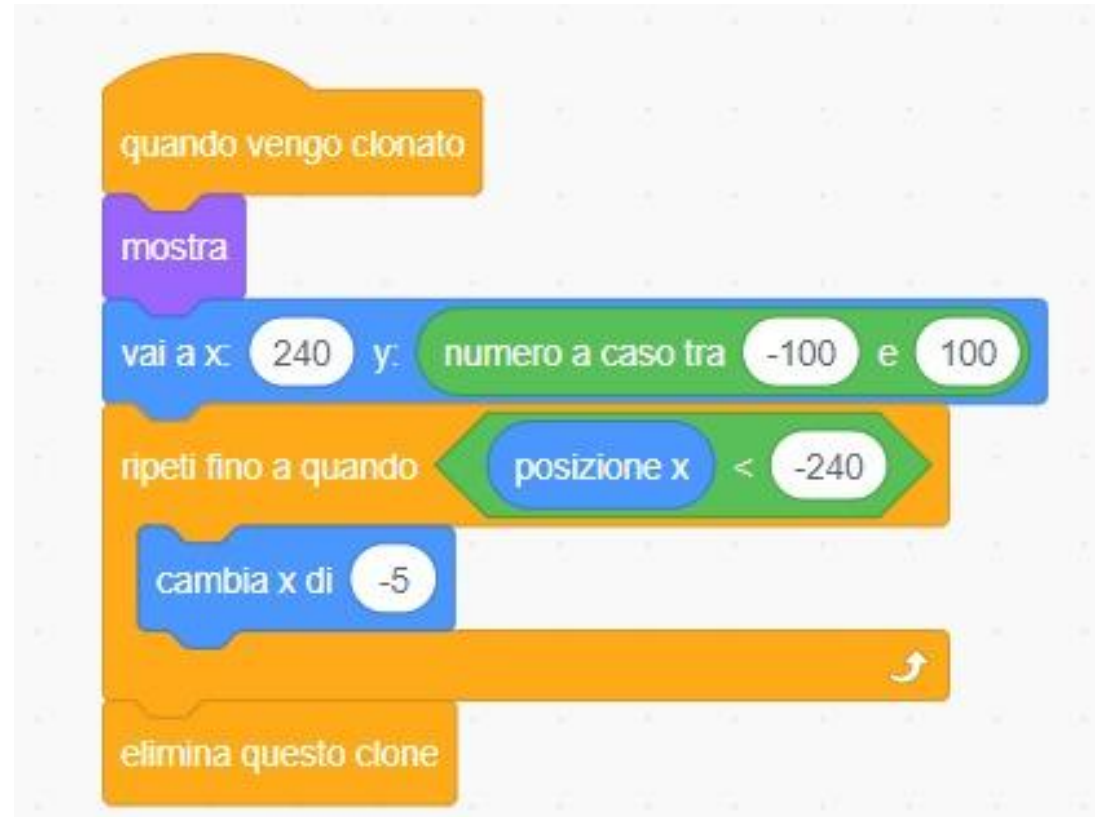 quando vengo clonato
mostra
vai a x: 240 y: numero a caso tra -100 e 100
ripeti fino a quando posizione x < -240
cambia x di -5
elimina questo clone